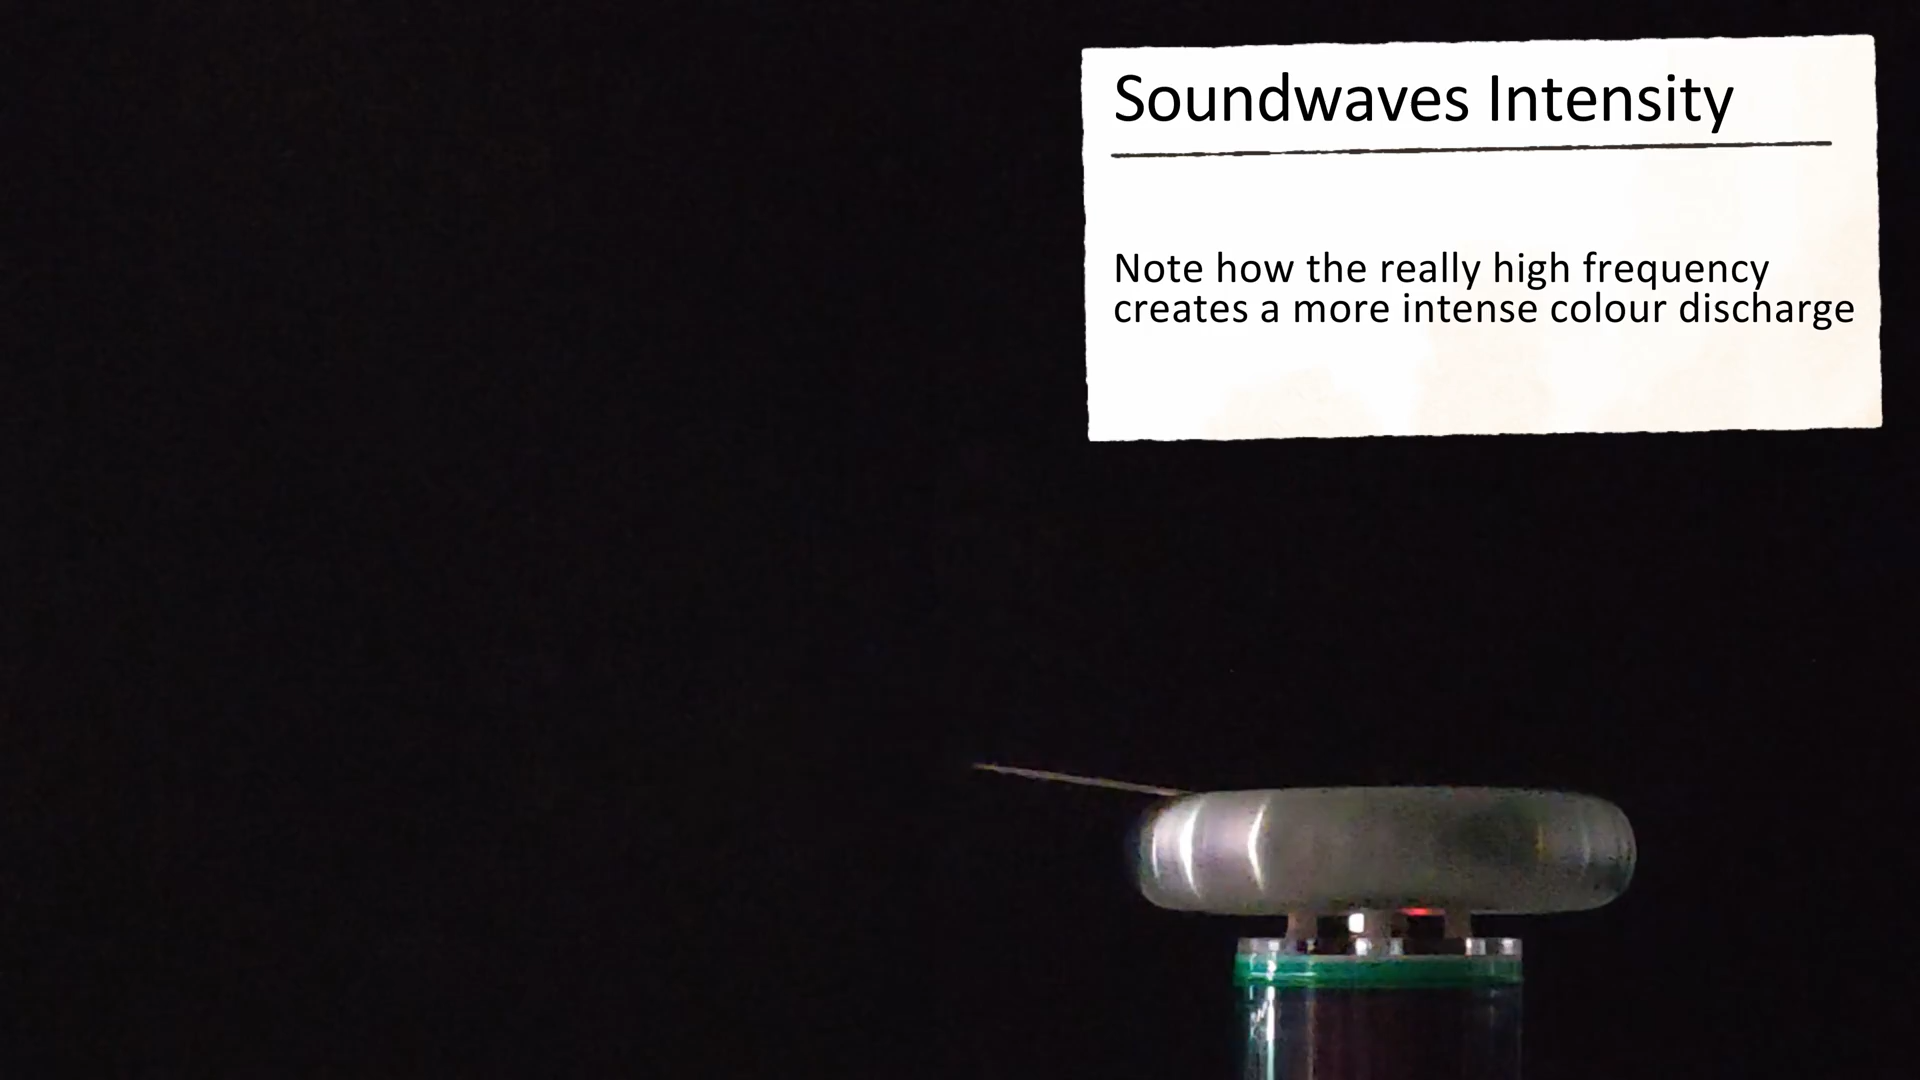 Soundwaves Intensity
Note how the really high frequency
creates a more intense colour discharge